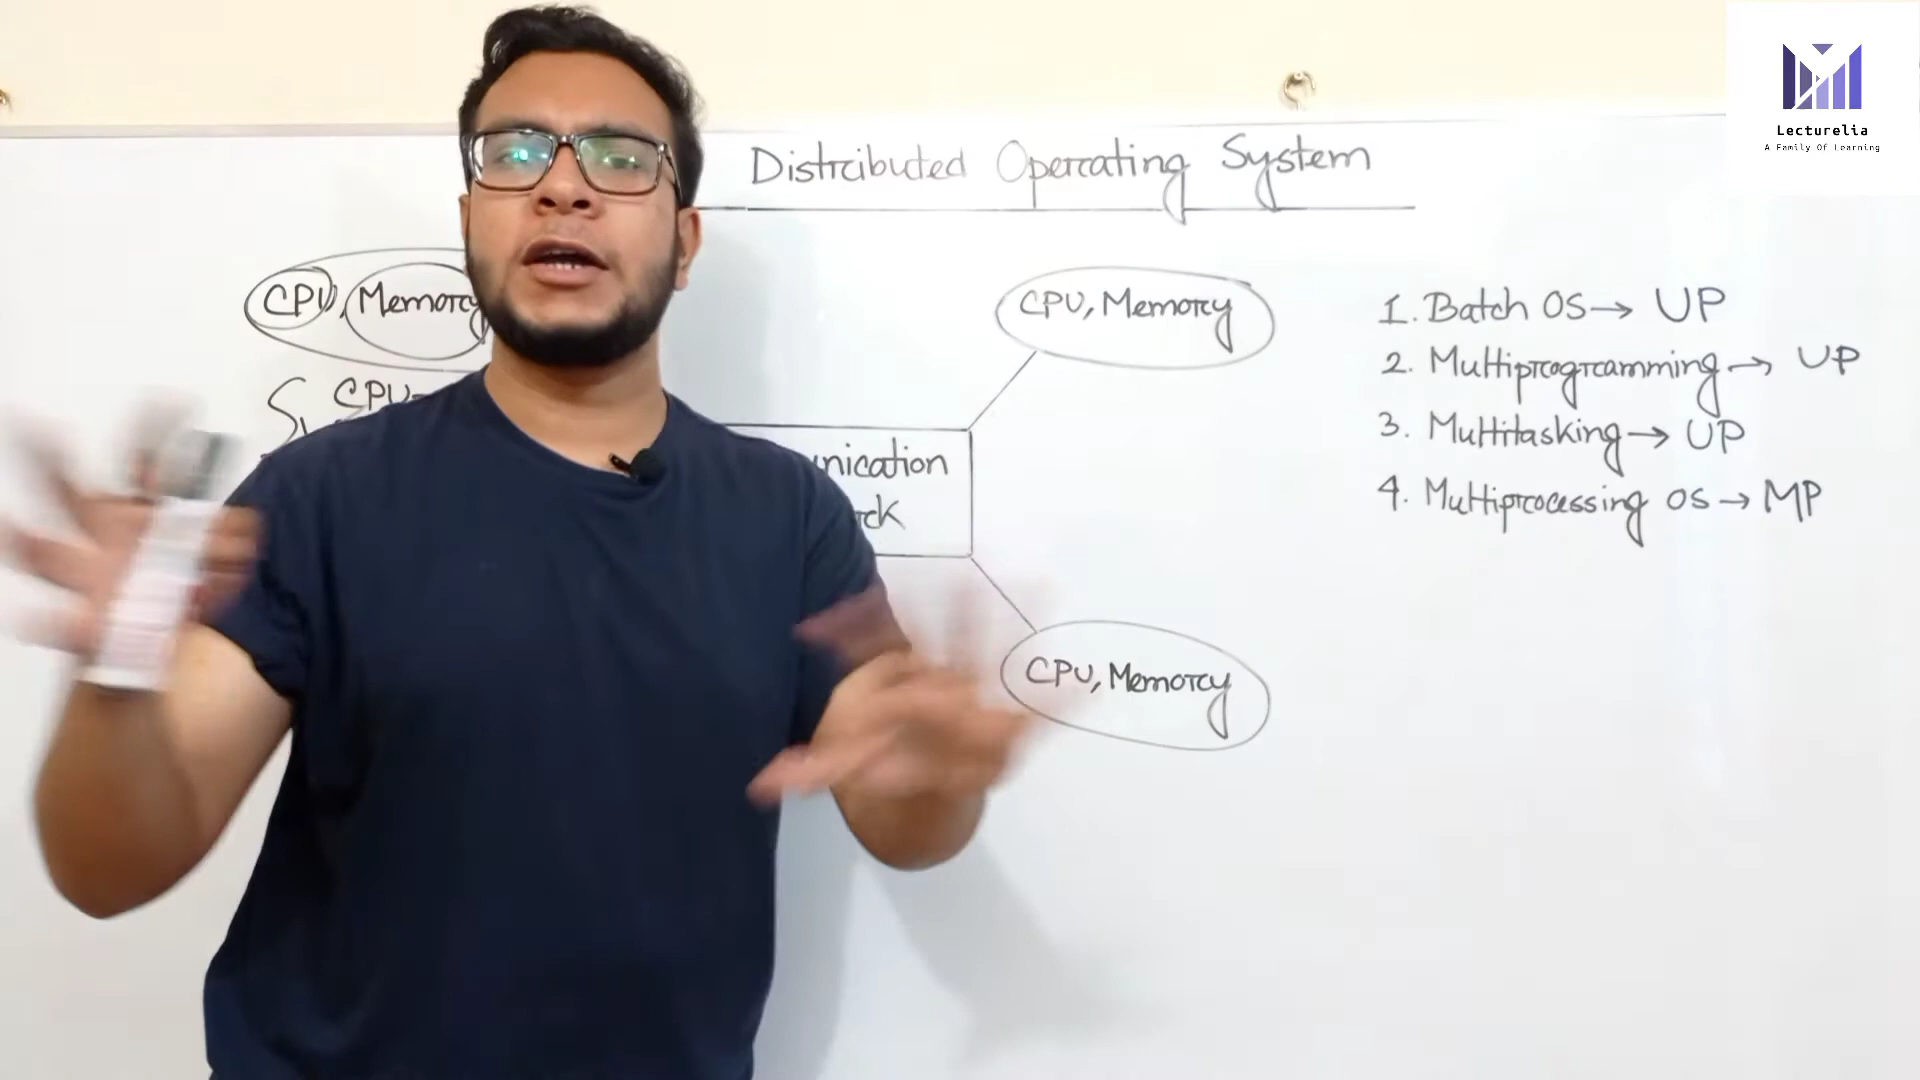 Lecturelia
A Family Of Learning
Distributed Operating System
CPU, Memory
CPU
CPU, Memory
CPU, Memory
1. Batch OS → UP
2. Multiprogramming → UP
3. Multitasking → UP
4. Multiprocessing OS → MP